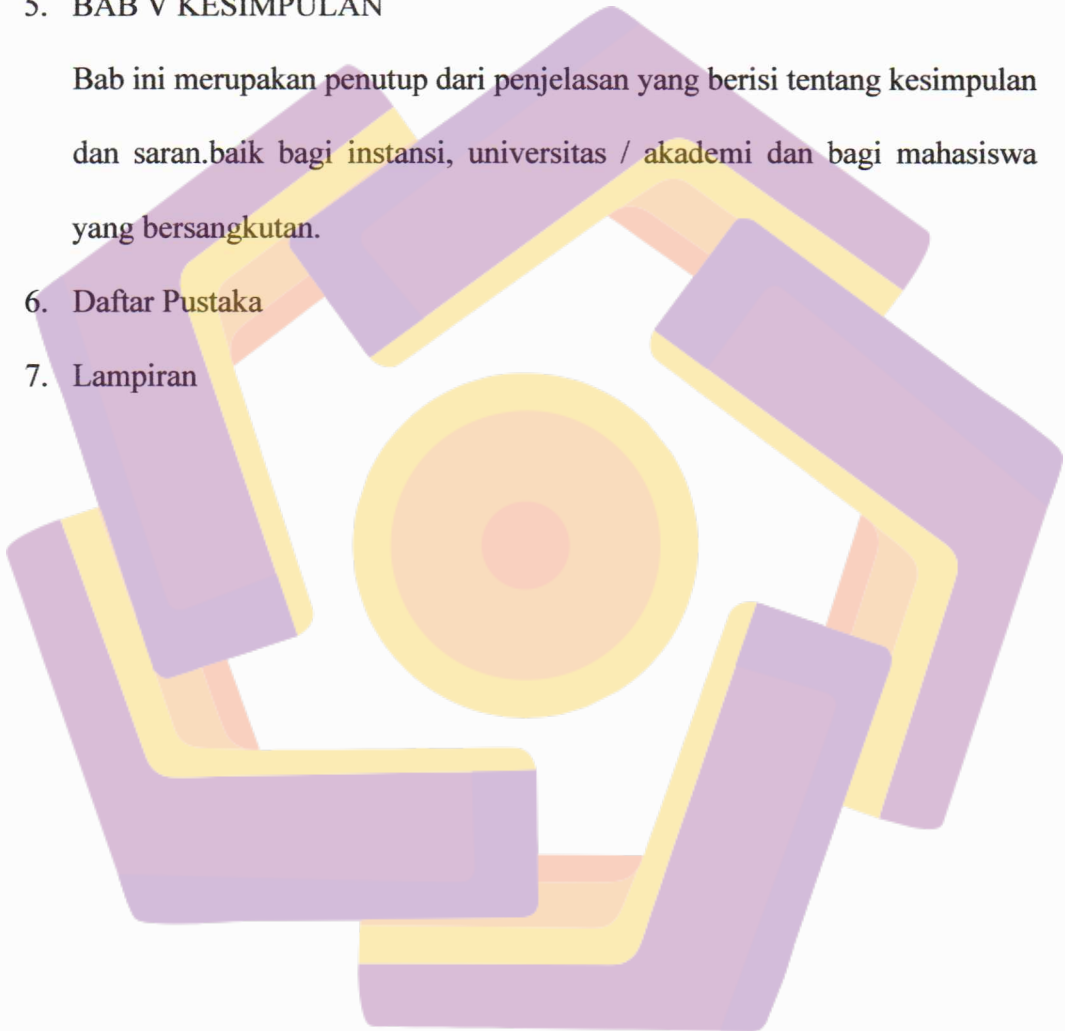 5. BAB V KESIMPULAN
Bab ini merupakan penutup dari penjelasan yang berisi tentang kesimpulan
dan saran.baik bagi instansi, universitas / akademi dan bagi mahasiswa
yang bersangkutan.
6. Daftar Pustaka
7. Lampiran